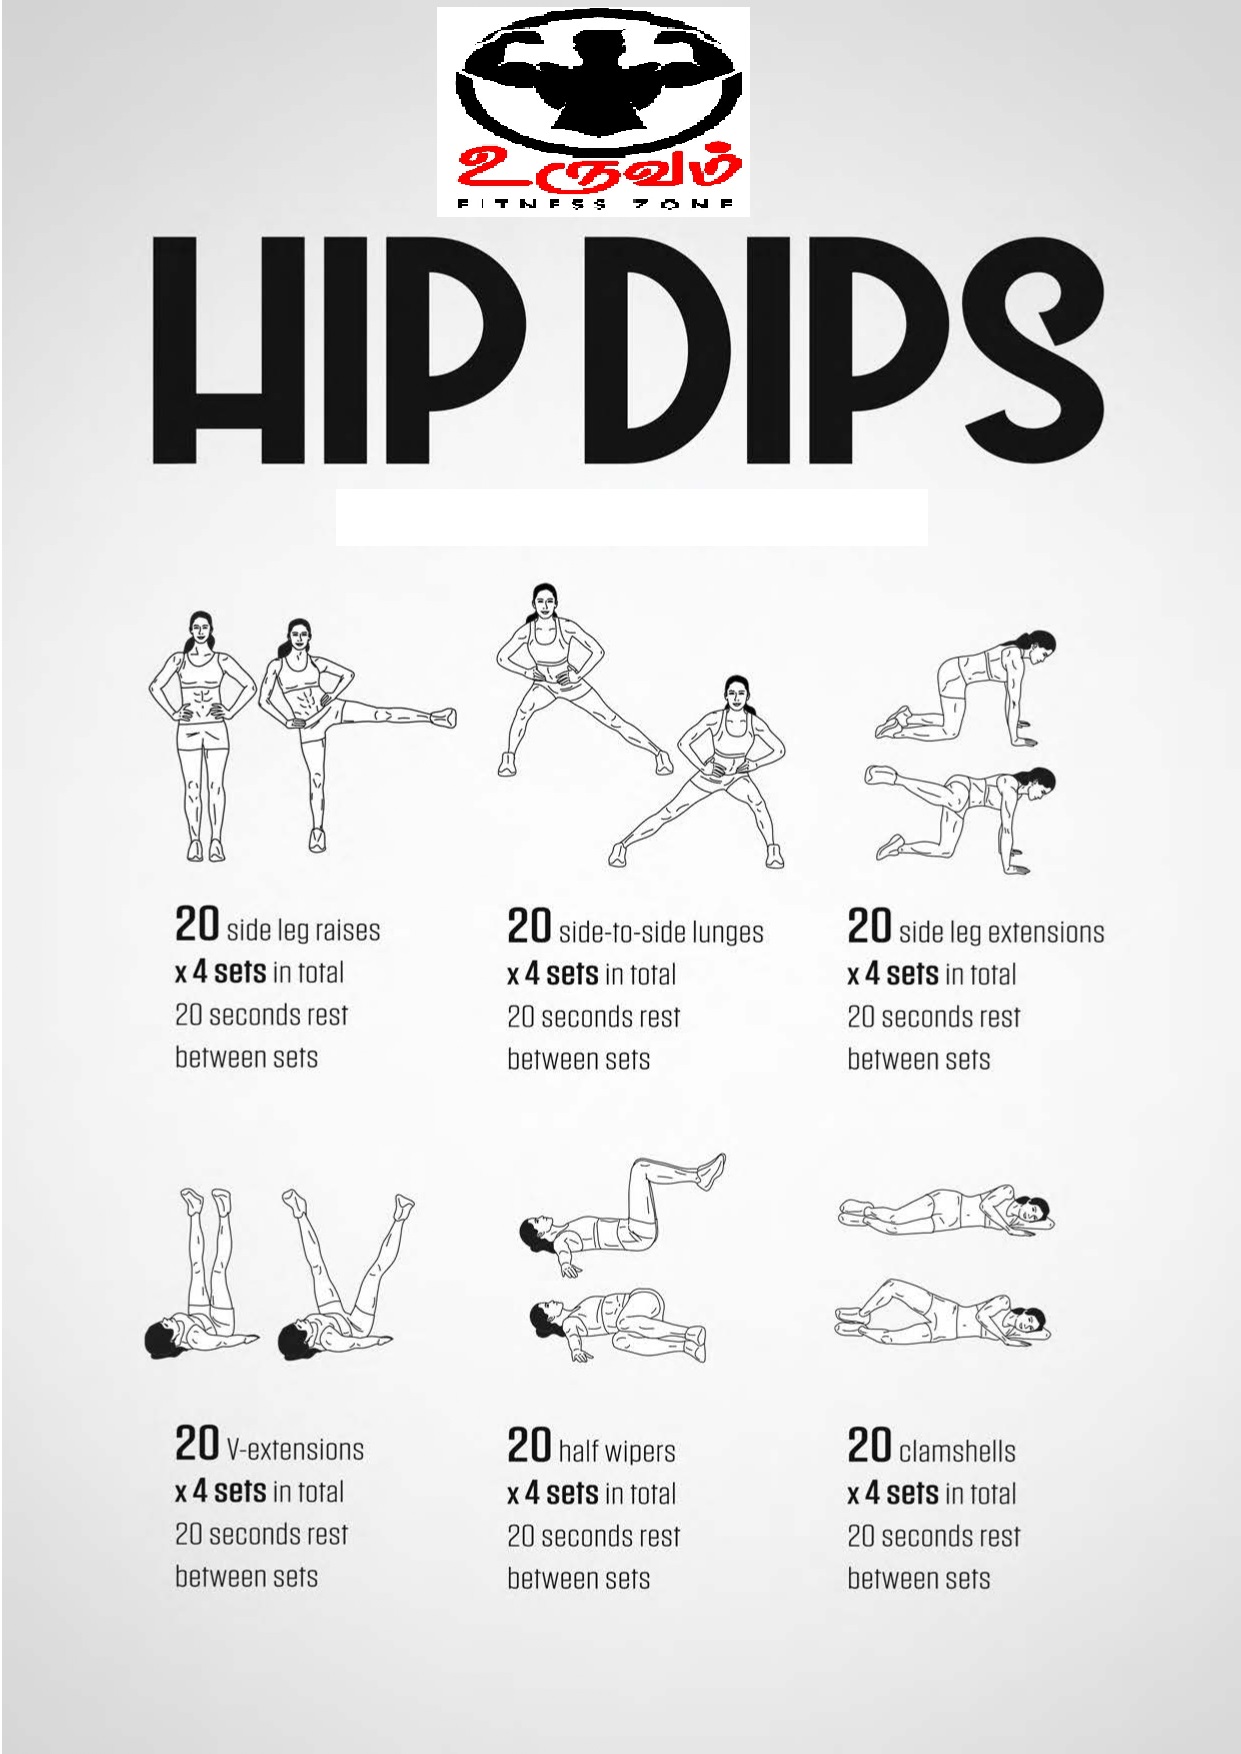 உருவம்
FITNESS ZONE
HIP DIPS
20 side leg raises
x 4 sets in total
20 seconds rest
between sets
20 side-to-side lunges
x 4 sets in total
20 seconds rest
between sets
20 side leg extensions
x 4 sets in total
20 seconds rest
between sets
20 V-extensions
x 4 sets in total
20 seconds rest
between sets
20 half wipers
x 4 sets in total
20 seconds rest
between sets
20 clamshells
x 4 sets in total
20 seconds rest
between sets